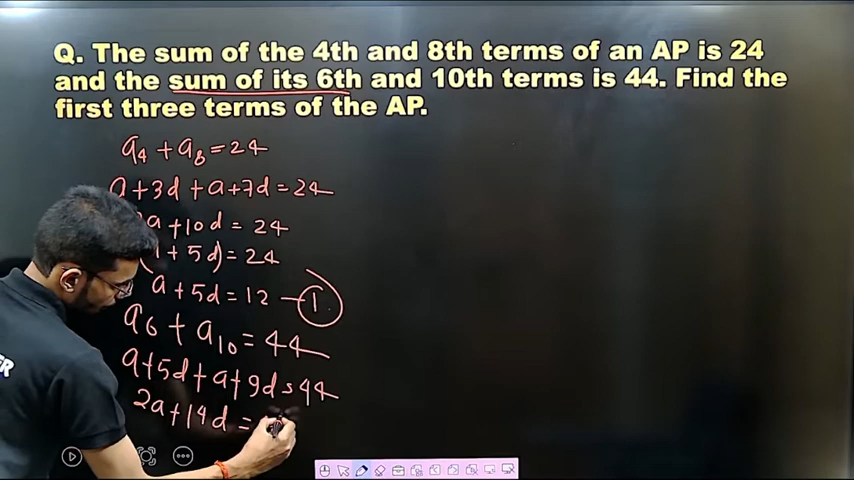 Q. The sum of the 4th and 8th terms of an AP is 24
and the sum of its 6th and 10th terms is 44. Find the
first three terms of the AP.
a₄ + a₈ = 24
a + 3d + a + 7d = 24
a + 10d = 24
+ 5d) = 24
a + 5d = 12 — 1
a₆ + a₁₀ = 44
a + 5d + a + 9d = 44
2a + 14d =
ER